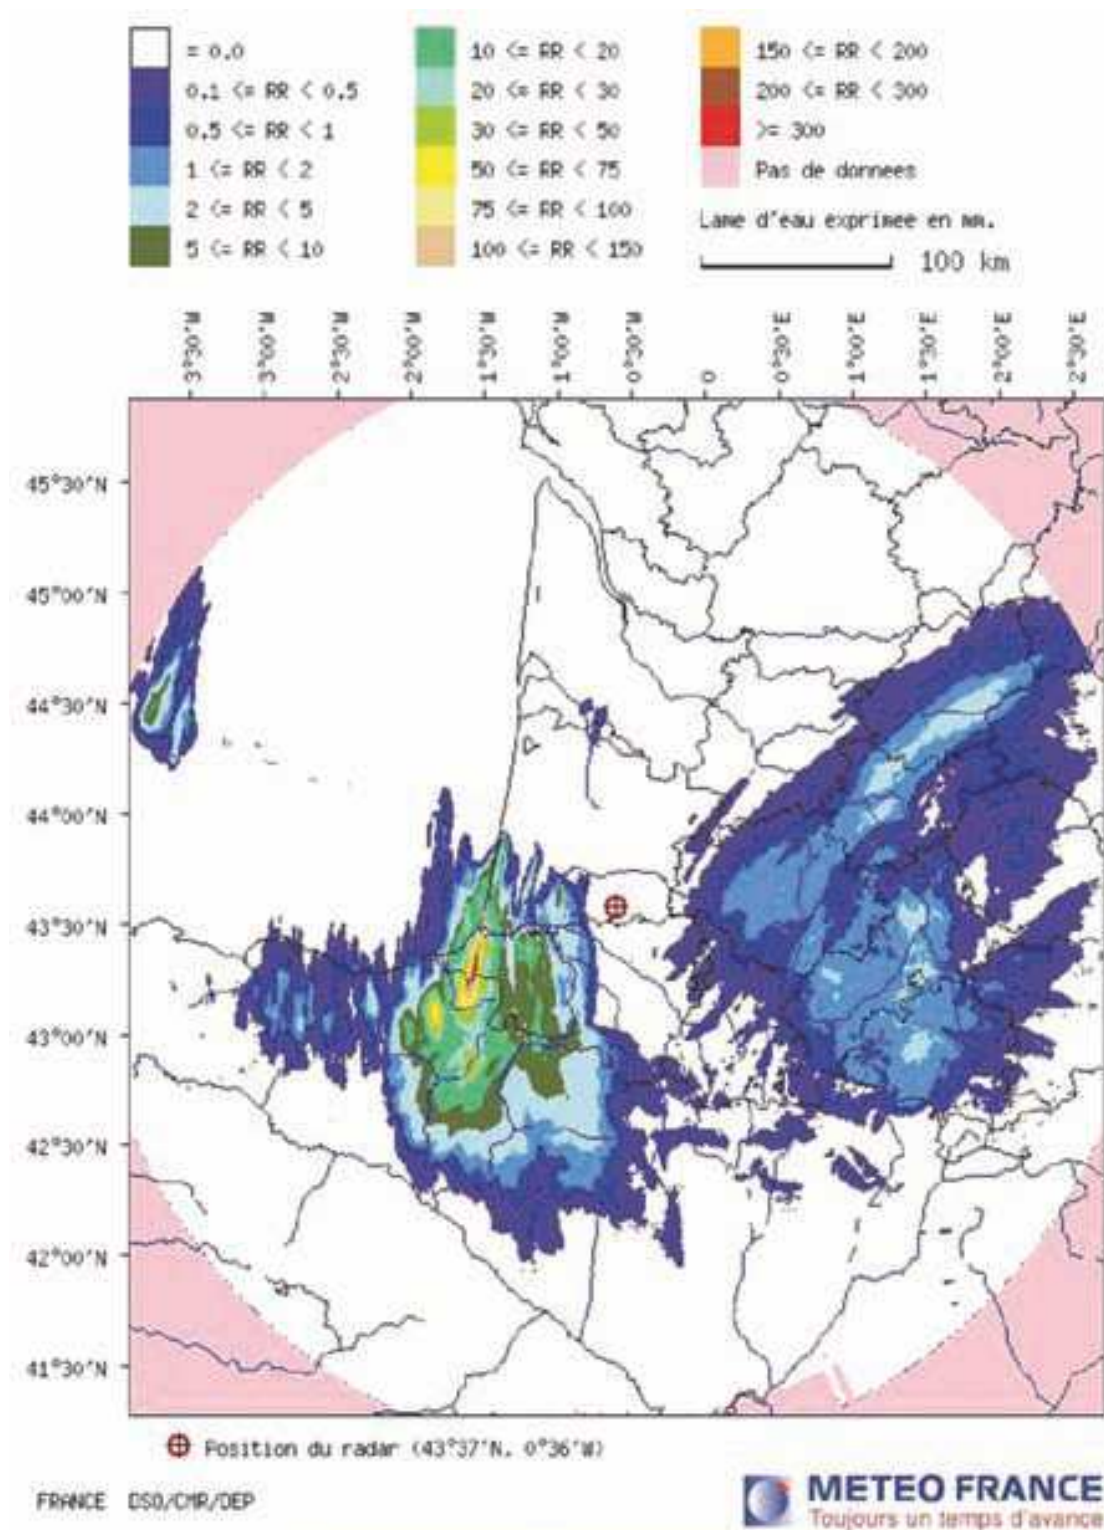 = 0.0
0.1 <= RR < 0.5
0.5 <= RR < 1
1 <= RR < 2
2 <= RR < 5
5 <= RR < 10
10 <= RR < 20
20 <= RR < 30
30 <= RR < 50
50 <= RR < 75
75 <= RR < 100
100 <= RR < 150
150 <= RR < 200
200 <= RR < 300
>= 300
Pas de donnees
Lame d'eau exprimee en mm.
100 km
3°30'W
3°00'W
2°30'W
2°00'W
1°30'W
1°00'W
0°30'W
0
0°30'E
1°00'E
1°30'E
2°00'E
2°30'E
45°30'N
45°00'N
44°30'N
44°00'N
43°30'N
43°00'N
42°30'N
42°00'N
41°30'N
Position du radar (43°37'N, 0°36'W)
FRANCE DSO/CMR/DEP
METEO FRANCE
Toujours un temps d'avance